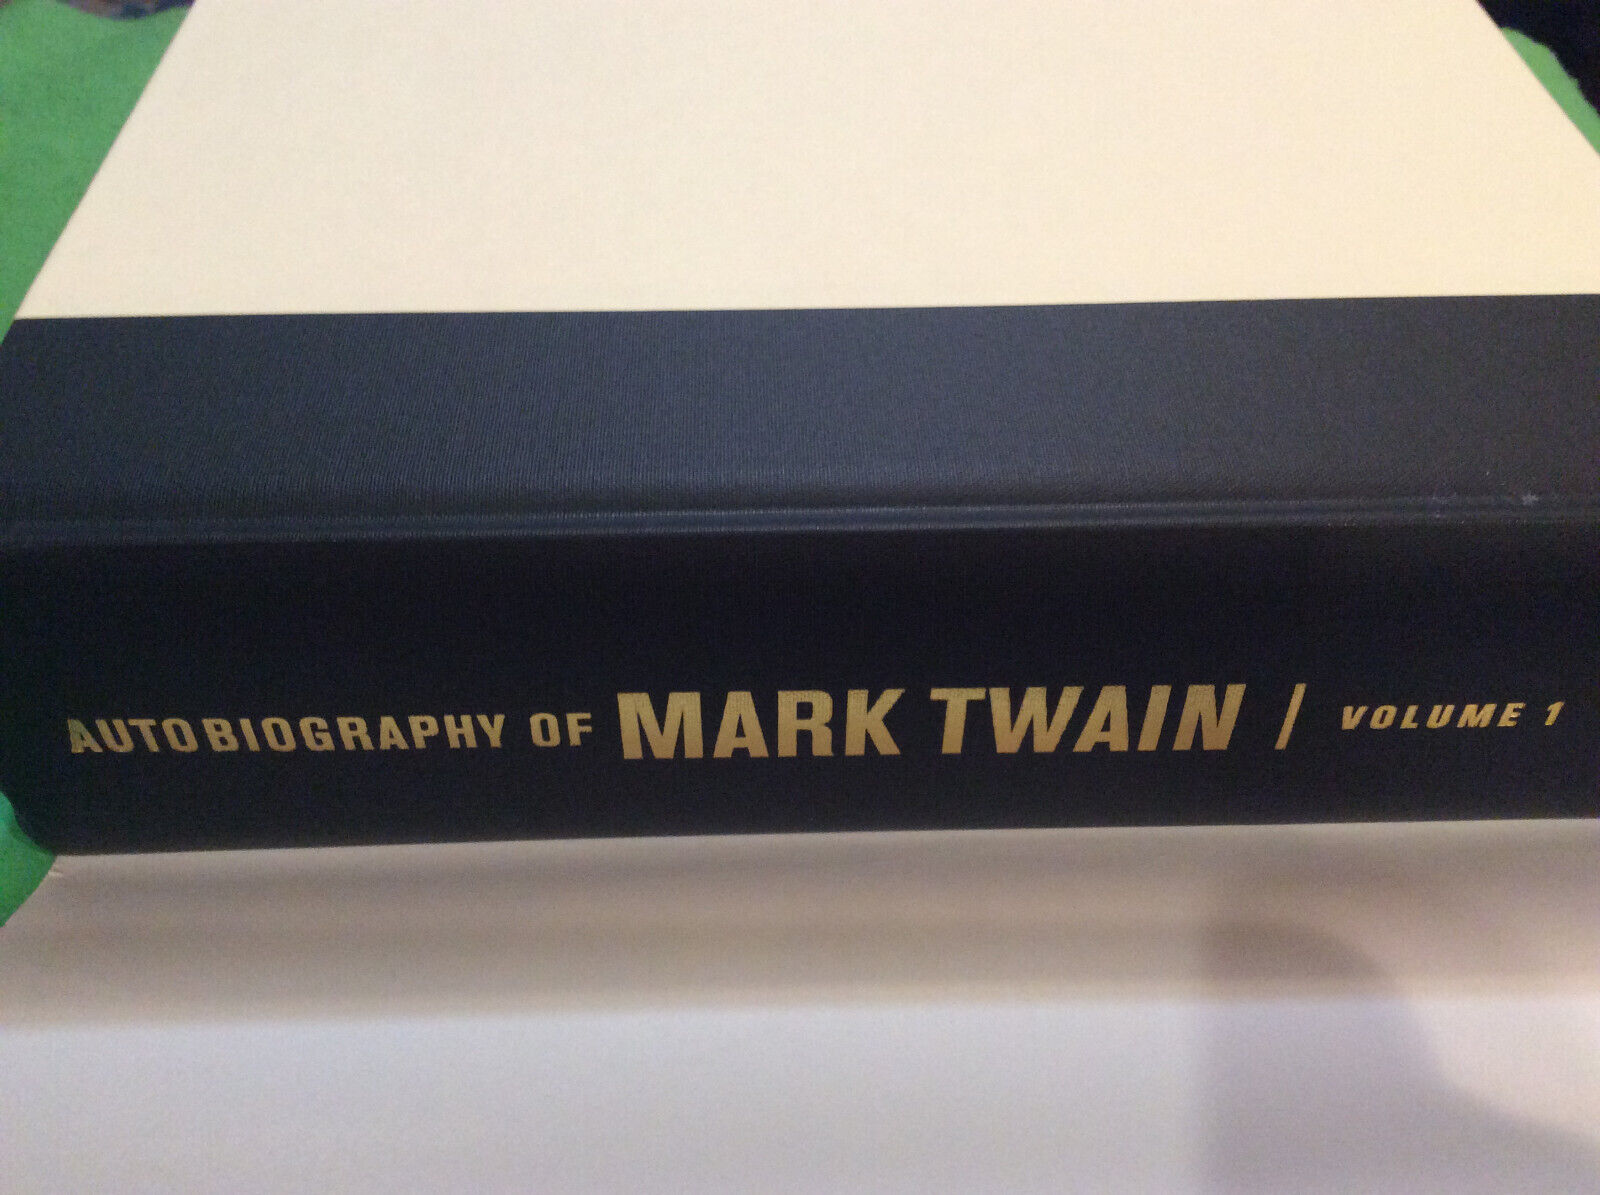 AUTOBIOGRAPHY OF MARK TWAIN / VOLUME 1